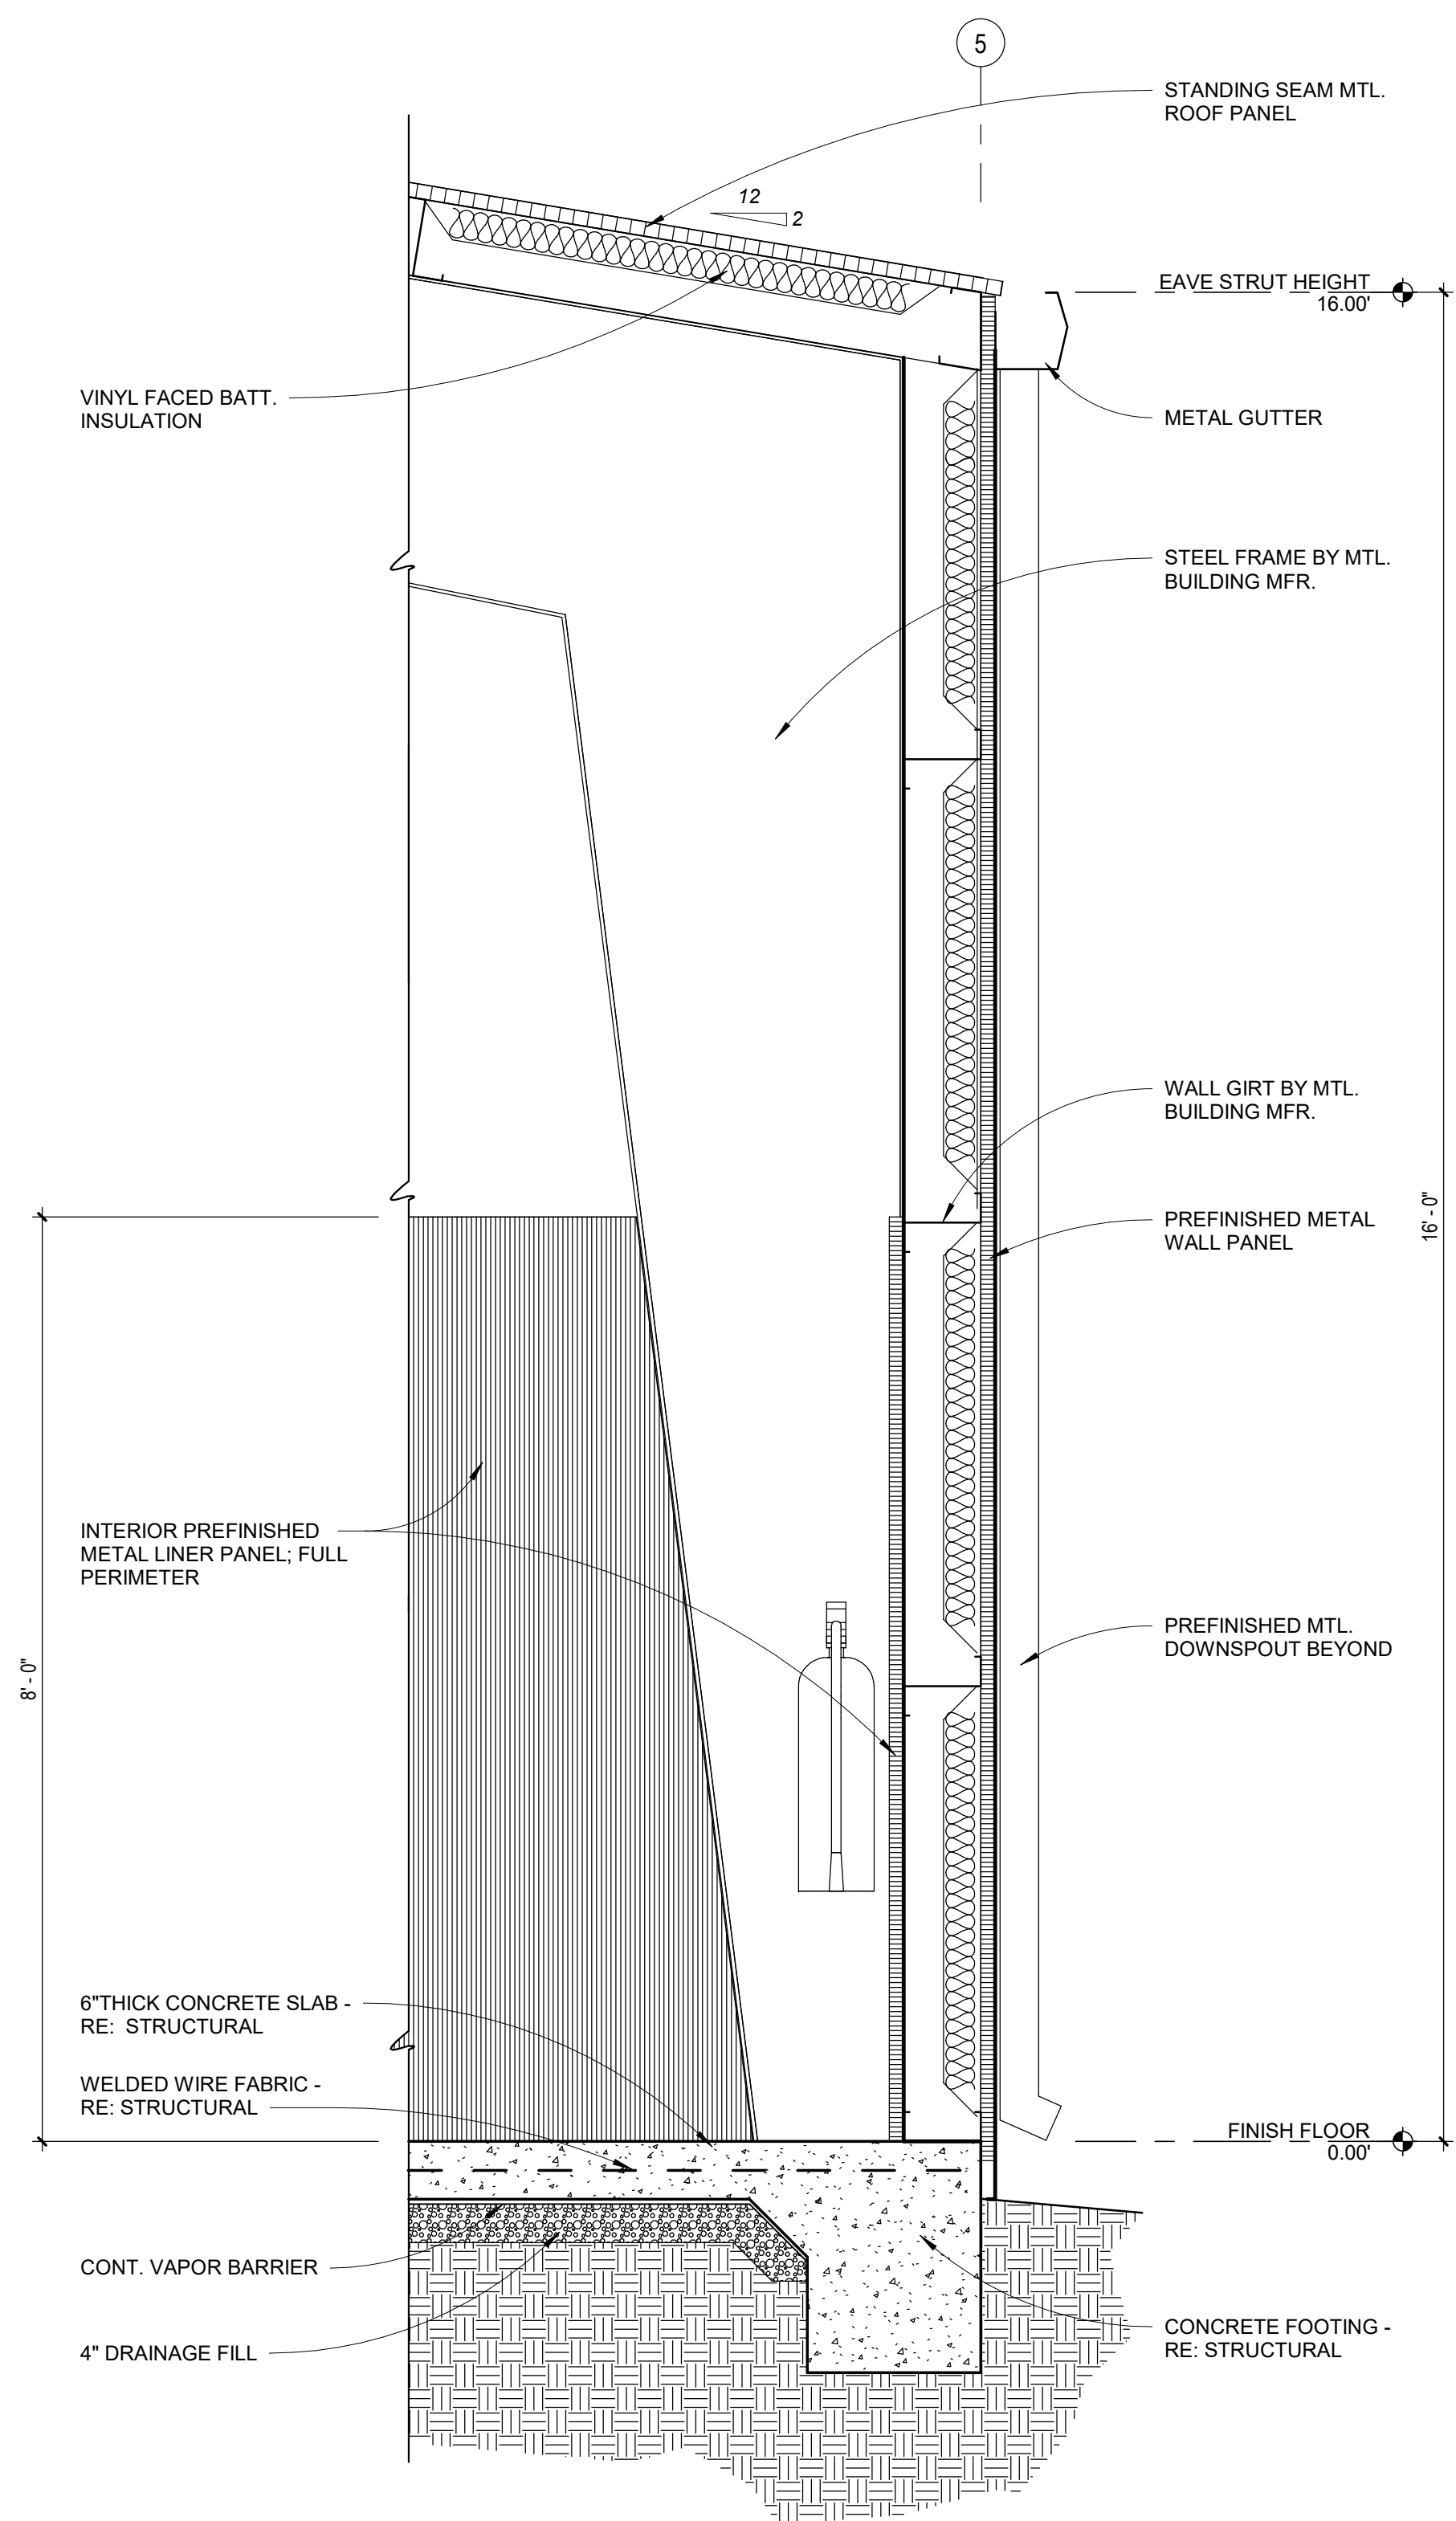 5
STANDING SEAM MTL.
ROOF PANEL
12
2
EAVE STRUT HEIGHT
16.00'
VINYL FACED BATT.
INSULATION
METAL GUTTER
STEEL FRAME BY MTL.
BUILDING MFR.
WALL GIRT BY MTL.
BUILDING MFR.
PREFINISHED METAL
WALL PANEL
16' - 0"
INTERIOR PREFINISHED
METAL LINER PANEL; FULL
PERIMETER
PREFINISHED MTL.
DOWNSPOUT BEYOND
8' - 0"
6"THICK CONCRETE SLAB -
RE: STRUCTURAL
WELDED WIRE FABRIC -
RE: STRUCTURAL
FINISH FLOOR
0.00'
CONT. VAPOR BARRIER
4" DRAINAGE FILL
CONCRETE FOOTING -
RE: STRUCTURAL